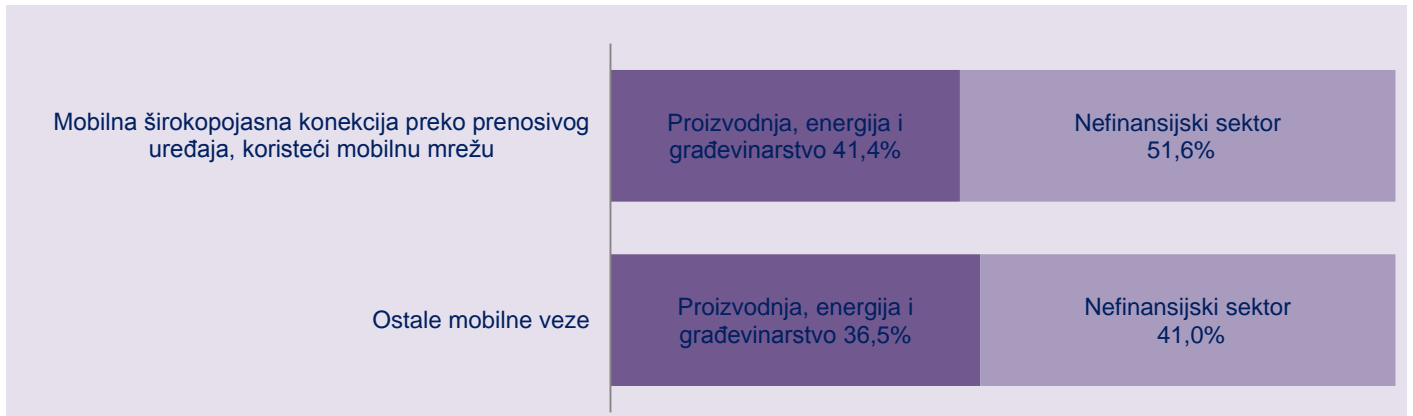 Mobilna širokopojasna konekcija preko prenosivog
uređaja, koristeći mobilnu mrežu
Proizvodnja, energija i
građevinarstvo 41,4%
Nefinansijski sektor
51,6%
Ostale mobilne veze
Proizvodnja, energija i
građevinarstvo 36,5%
Nefinansijski sektor
41,0%